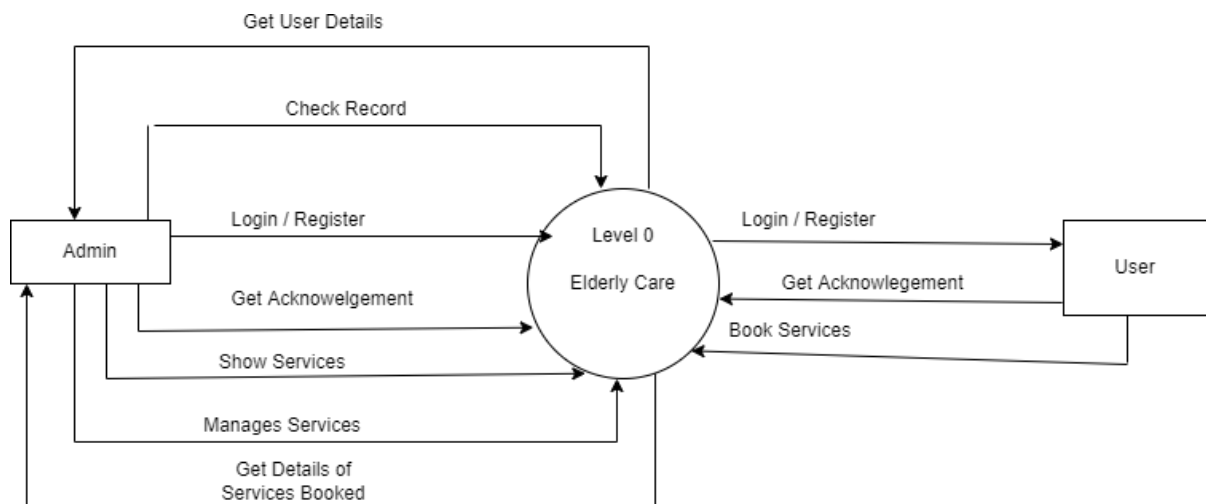 Get User Details
Check Record
Login / Register
Level 0
Login / Register
Admin
Elderly Care
User
Get Acknowelgement
Get Acknowlegement
Book Services
Show Services
Manages Services
Get Details of
Services Booked